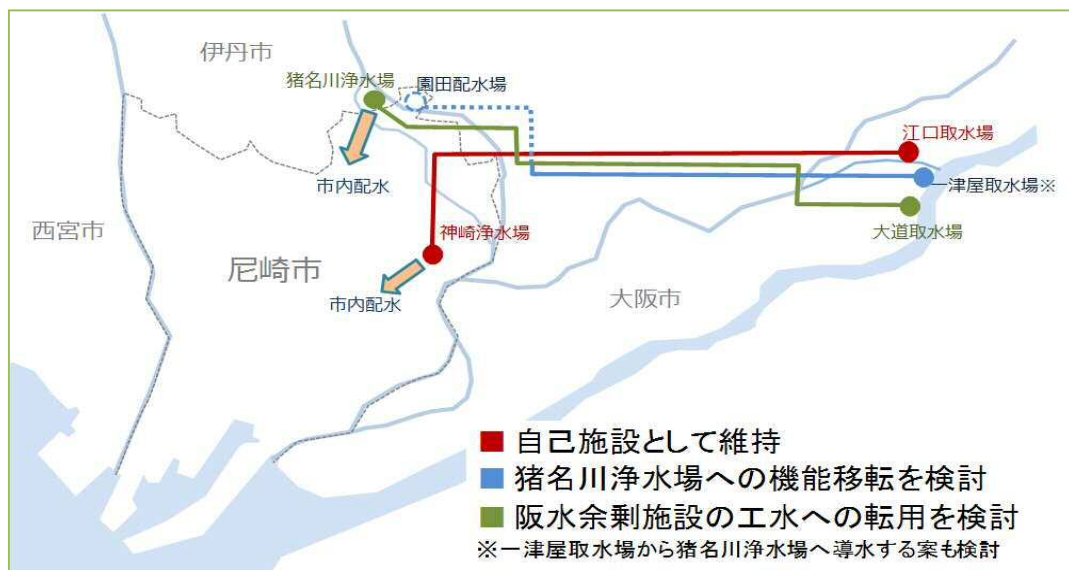 伊丹市
猪名川浄水場
園田配水場
江口取水場
一津屋取水場※
市内配水
大道取水場
西宮市
神崎浄水場
尼崎市
市内配水
大阪市
■ 自己施設として維持
■ 猪名川浄水場への機能移転を検討
■ 阪水余剰施設の工水への転用を検討
※一津屋取水場から猪名川浄水場へ導水する案も検討